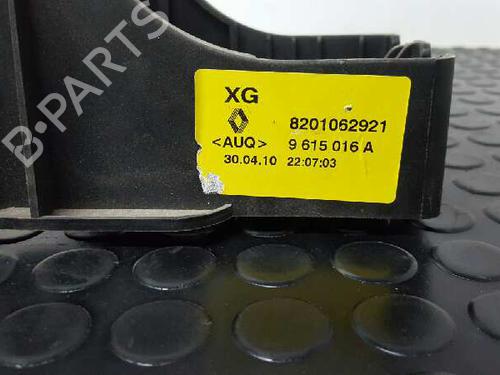 XG
8201062921
<AUQ> 9 615 016 A
30.04.10 22:07:03
B-PARTS